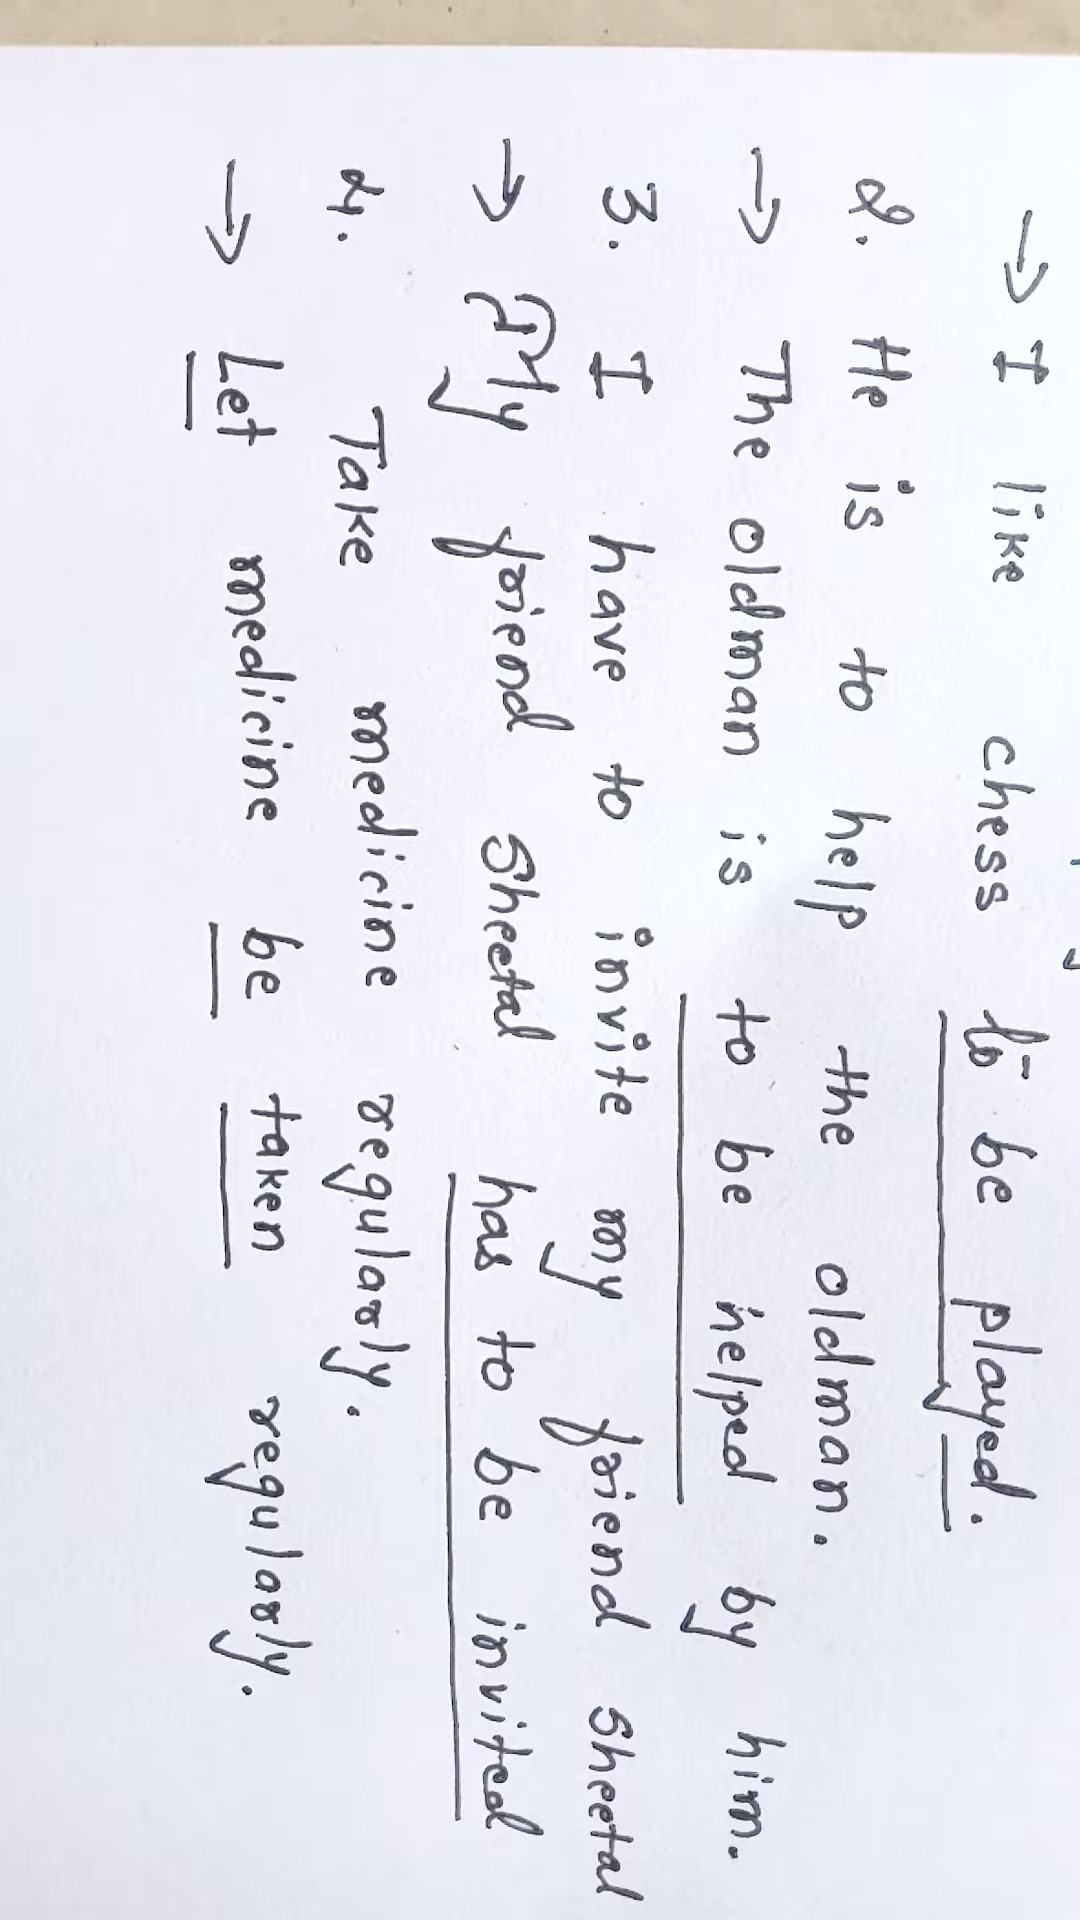 → I like chess to be played.
2. He is to help the oldman.
→ The oldman is to be helped by him.
3. I have to invite my friend Sheetal
→ My friend Sheetal has to be invited
4. Take medicine regularly.
→ Let medicine be taken regularly.